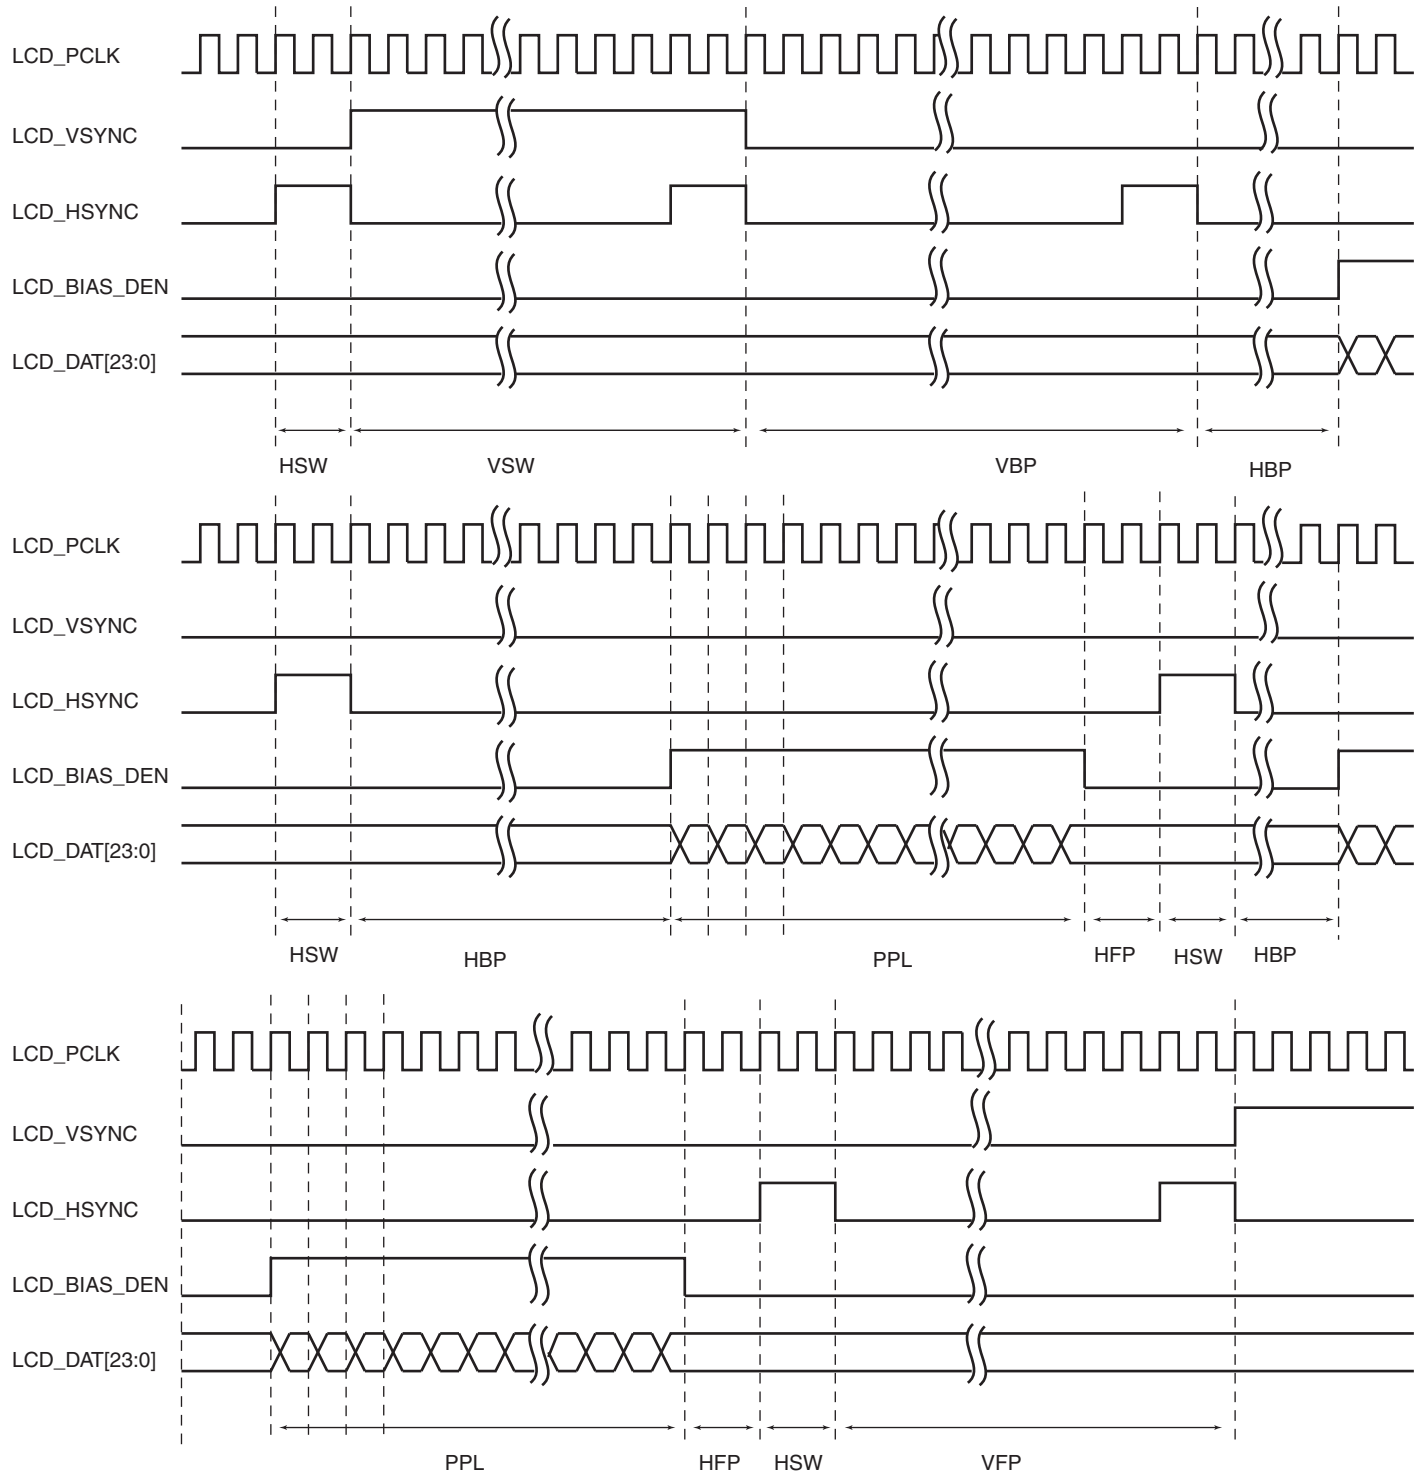 LCD_PCLK
LCD_VSYNC
LCD_HSYNC
LCD_BIAS_DEN
LCD_DAT[23:0]
HSW VSW VBP HBP
LCD_PCLK
LCD_VSYNC
LCD_HSYNC
LCD_BIAS_DEN
LCD_DAT[23:0]
HSW HBP PPL HFP HSW HBP
LCD_PCLK
LCD_VSYNC
LCD_HSYNC
LCD_BIAS_DEN
LCD_DAT[23:0]
PPL HFP HSW VFP